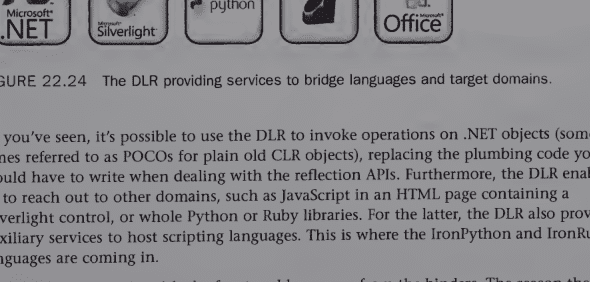 Microsoft®
.NET
Microsoft®
Silverlight™
python
Microsoft®
Office
GURE 22.24 The DLR providing services to bridge languages and target domains.
you've seen, it's possible to use the DLR to invoke operations on .NET objects (som
nes referred to as POCOs for plain old CLR objects), replacing the plumbing code yo
ould have to write when dealing with the reflection APIs. Furthermore, the DLR enal
to reach out to other domains, such as JavaScript in an HTML page containing a
verlight control, or whole Python or Ruby libraries. For the latter, the DLR also prov
xiliary services to host scripting languages. This is where the IronPython and IronRu
nguages are coming in.